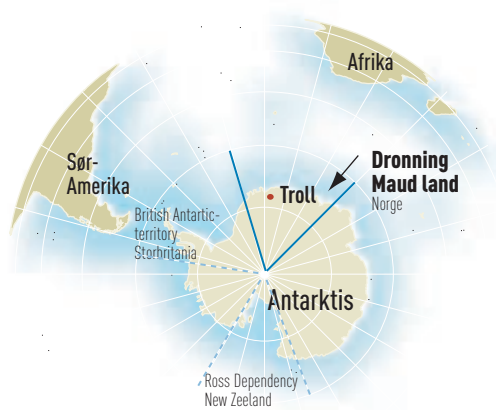 Afrika
Sør-
Amerika
Dronning
Maud land
Norge
Troll
British Antartic-
territory
Storbritania
Antarktis
Ross Dependency
New Zeeland